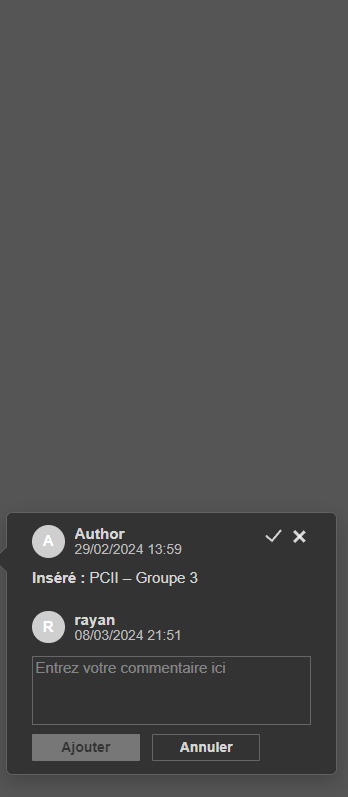 A
Author
29/02/2024 13:59
Inséré : PCII – Groupe 3
R
rayan
08/03/2024 21:51
Entrez votre commentaire ici
Ajouter
Annuler